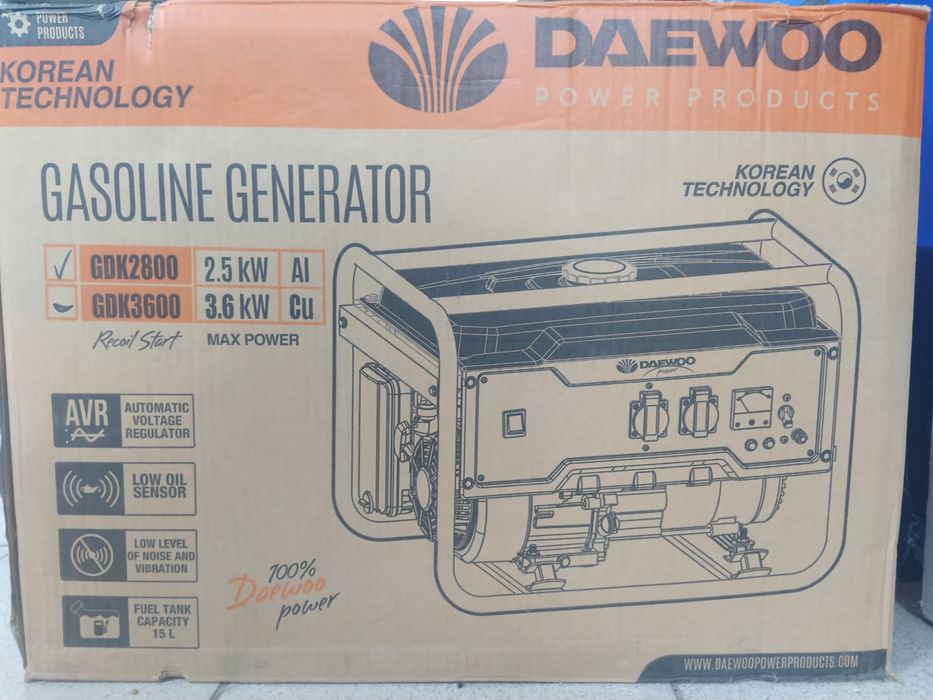 POWER
PRODUCTS
KOREAN
TECHNOLOGY
DAEWOO
POWER PRODUCTS
GASOLINE GENERATOR
KOREAN
TECHNOLOGY
GDK2800 2.5 kW Al
GDK3600 3.6 kW Cu
Recoil Start MAX POWER
DAEWOO
power
AVR AUTOMATIC
VOLTAGE
REGULATOR
LOW OIL
SENSOR
LOW LEVEL
OF NOISE AND
VIBRATION
FUEL TANK
CAPACITY
15 L
100%
Daewoo
power
WWW.DAEWOOPOWERPRODUCTS.COM